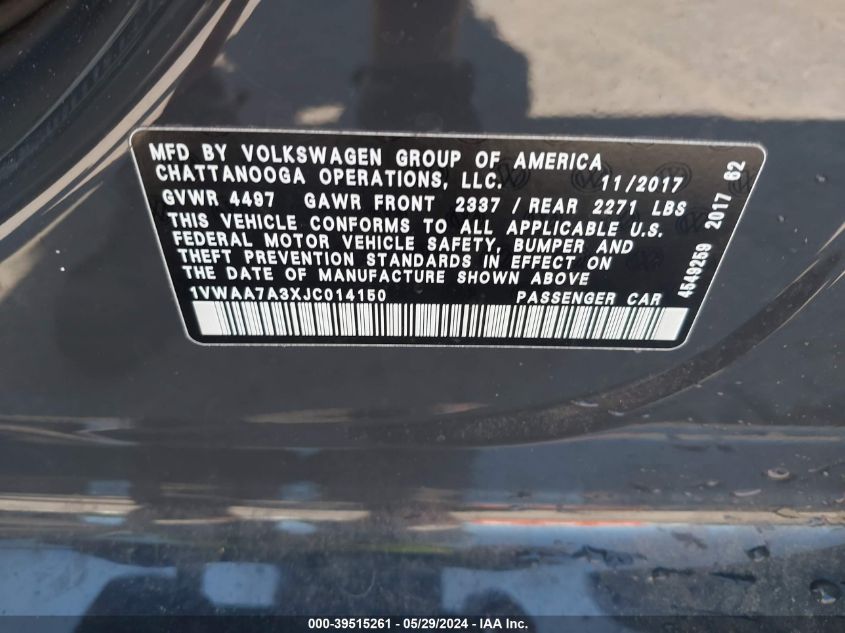 MFD BY VOLKSWAGEN GROUP OF AMERICA
CHATTANOOGA OPERATIONS, LLC. 11/2017
GVWR 4497 GAWR FRONT 2337 / REAR 2271 LBS
THIS VEHICLE CONFORMS TO ALL APPLICABLE U.S.
FEDERAL MOTOR VEHICLE SAFETY, BUMPER AND
THEFT PREVENTION STANDARDS IN EFFECT ON
THE DATE OF MANUFACTURE SHOWN ABOVE
1VWAA7A3XJC014150 PASSENGER CAR
4549259 2017 62
000-39515261 - 05/29/2024 - IAA Inc.